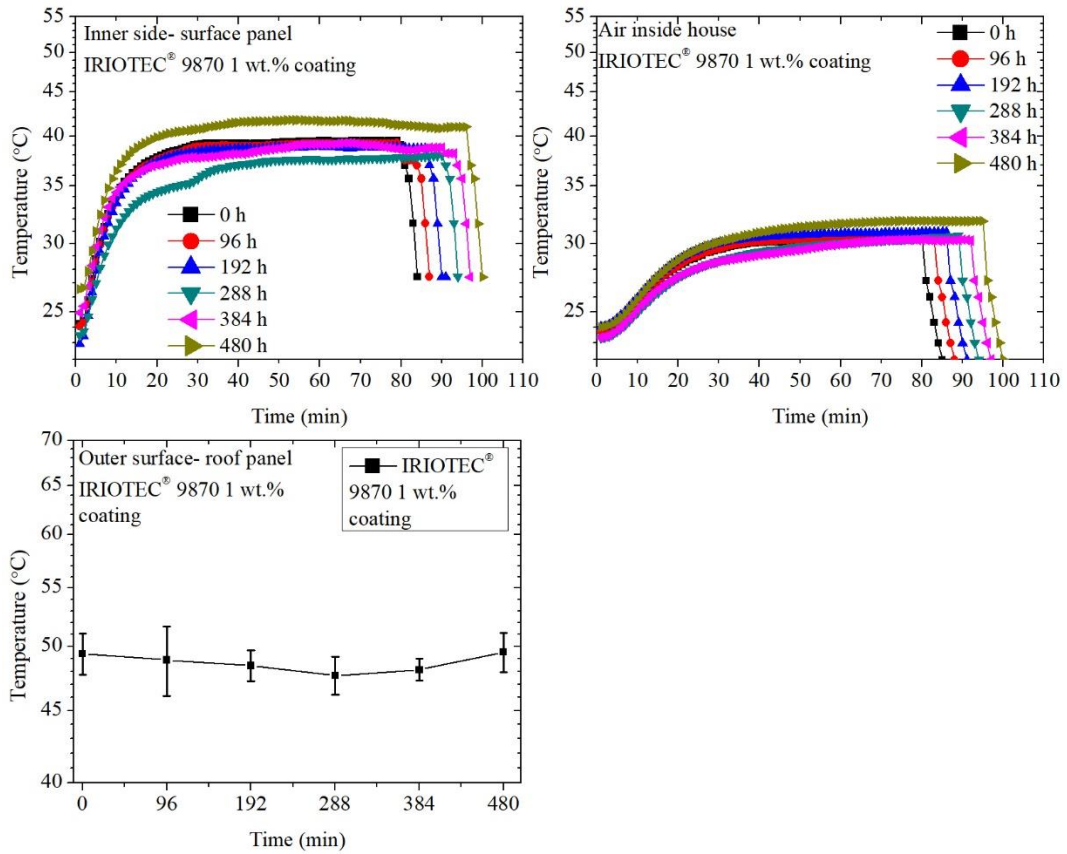 Inner side- surface panel
IRIOTEC® 9870 1 wt.% coating
55
50
45
40
35
30
25
Temperature (°C)
0 h
96 h
192 h
288 h
384 h
480 h
0 10 20 30 40 50 60 70 80 90 100 110
Time (min)
Air inside house
IRIOTEC® 9870 1 wt.% coating
55
50
45
40
35
30
25
Temperature (°C)
0 h
96 h
192 h
288 h
384 h
480 h
0 10 20 30 40 50 60 70 80 90 100 110
Time (min)
Outer surface- roof panel
IRIOTEC® 9870 1 wt.%
coating
IRIOTEC®
9870 1 wt.%
coating
70
65
60
55
50
45
40
Temperature (°C)
0 96 192 288 384 480
Time (min)